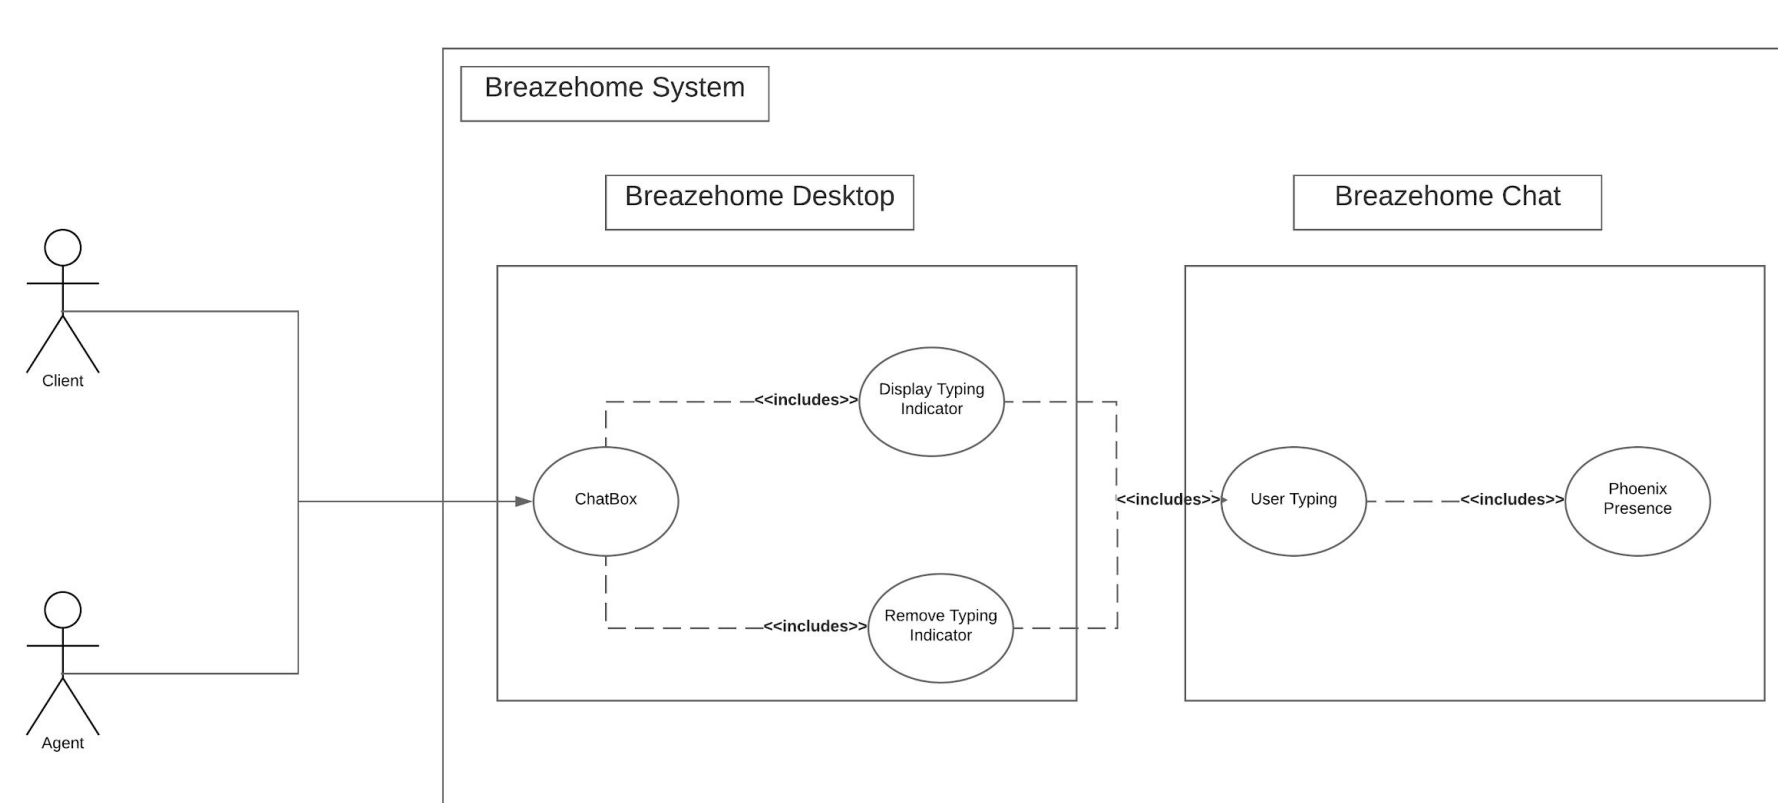 Breazehome System
Breazehome Desktop
Breazehome Chat
Client
Display Typing
Indicator
<<includes>>
ChatBox
<<includes>>
User Typing
<<includes>>
Phoenix
Presence
Remove Typing
Indicator
<<includes>>
Agent